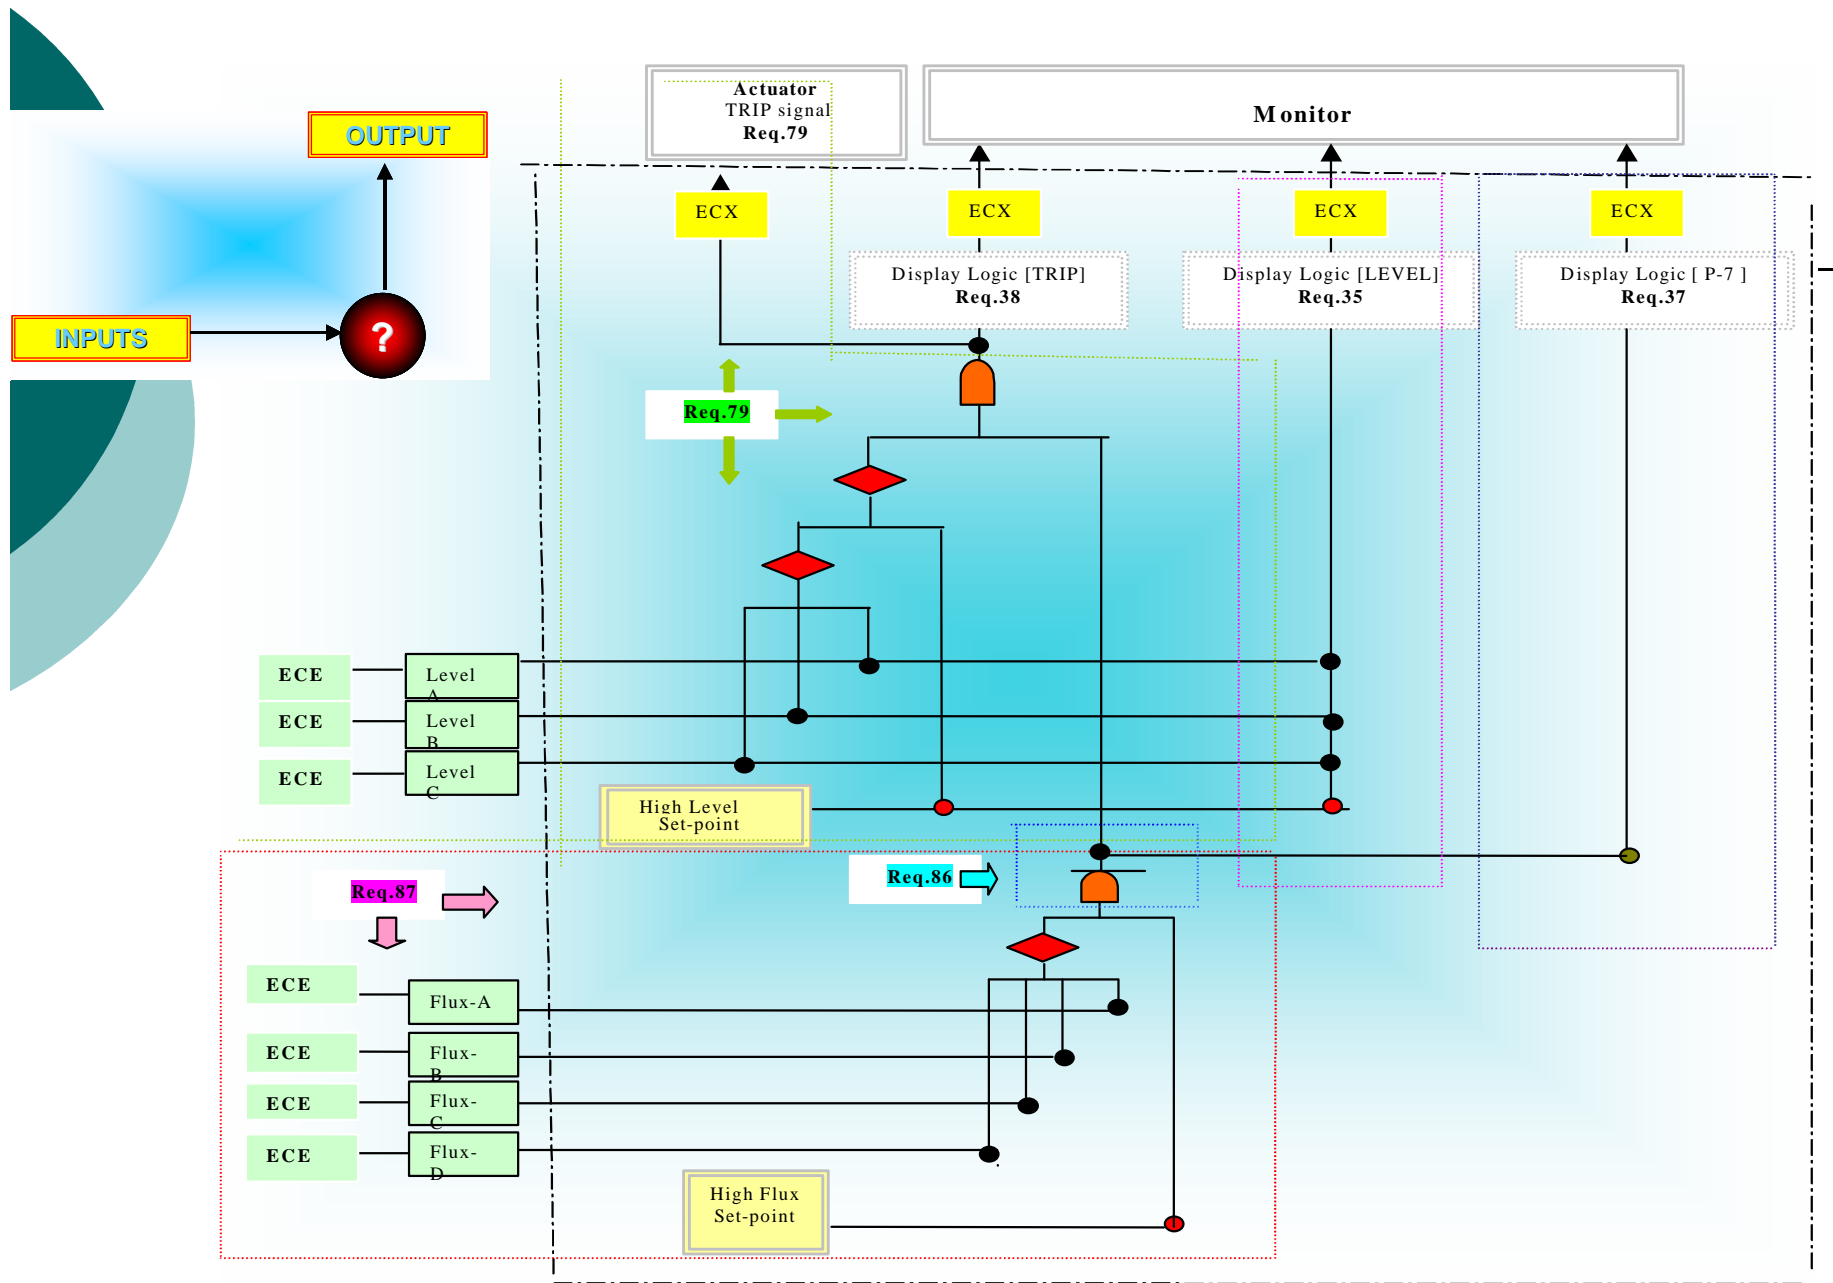 Actuator
TRIP signal
Req.79
Monitor
OUTPUT
INPUTS
?
ECX
ECX
ECX
ECX
Display Logic [TRIP]
Req.38
Display Logic [LEVEL]
Req.35
Display Logic [ P-7 ]
Req.37
Req.79
ECE
Level
A
ECE
Level
B
ECE
Level
C
High Level
Set-point
Req.87
Req.86
ECE
Flux-A
ECE
Flux-
B
ECE
Flux-
C
ECE
Flux-
D
High Flux
Set-point